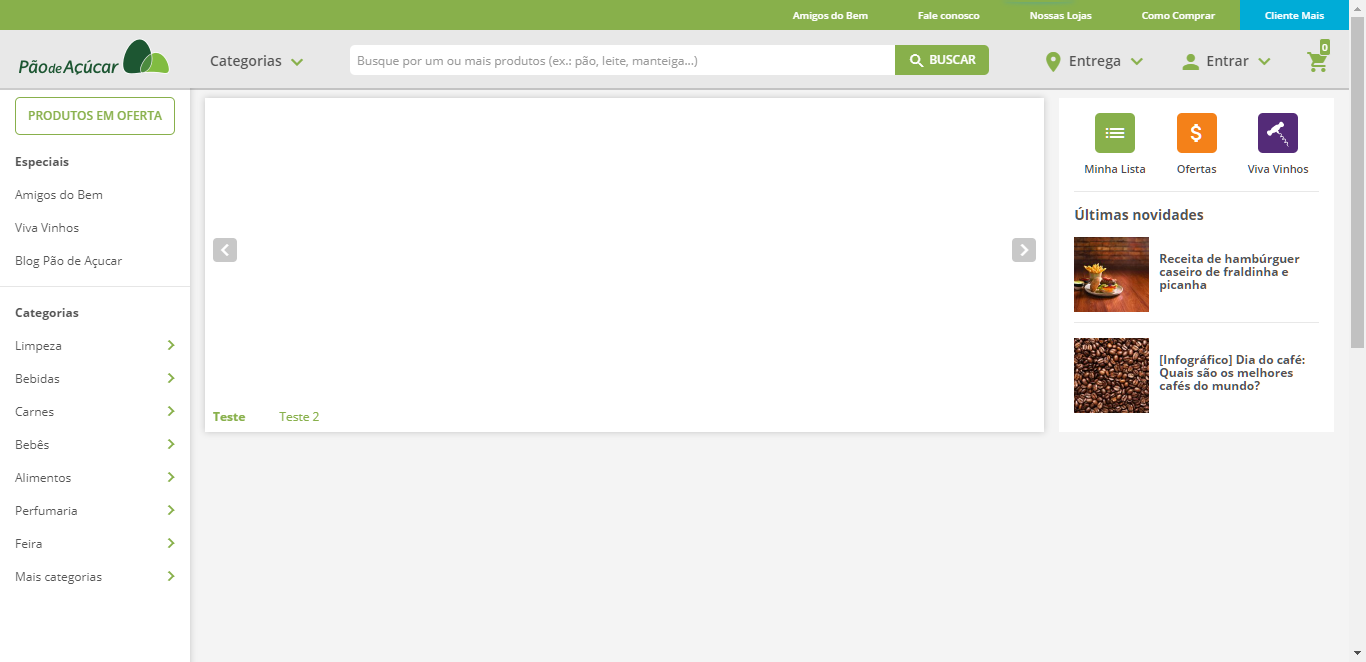 Amigos do Bem
Fale conosco
Nossas Lojas
Como Comprar
Cliente Mais
Pão de Açúcar
Categorias
Busque por um ou mais produtos (ex.: pão, leite, manteiga...)
BUSCAR
Entrega
Entrar
0
PRODUTOS EM OFERTA
Especiais
Amigos do Bem
Viva Vinhos
Blog Pão de Açucar
Categorias
Limpeza
Bebidas
Carnes
Bebês
Alimentos
Perfumaria
Feira
Mais categorias
Teste
Teste 2
$
Minha Lista
Ofertas
Viva Vinhos
Últimas novidades
Receita de hambúrguer
caseiro de fraldinha e
picanha
[Infográfico] Dia do café:
Quais são os melhores
cafés do mundo?